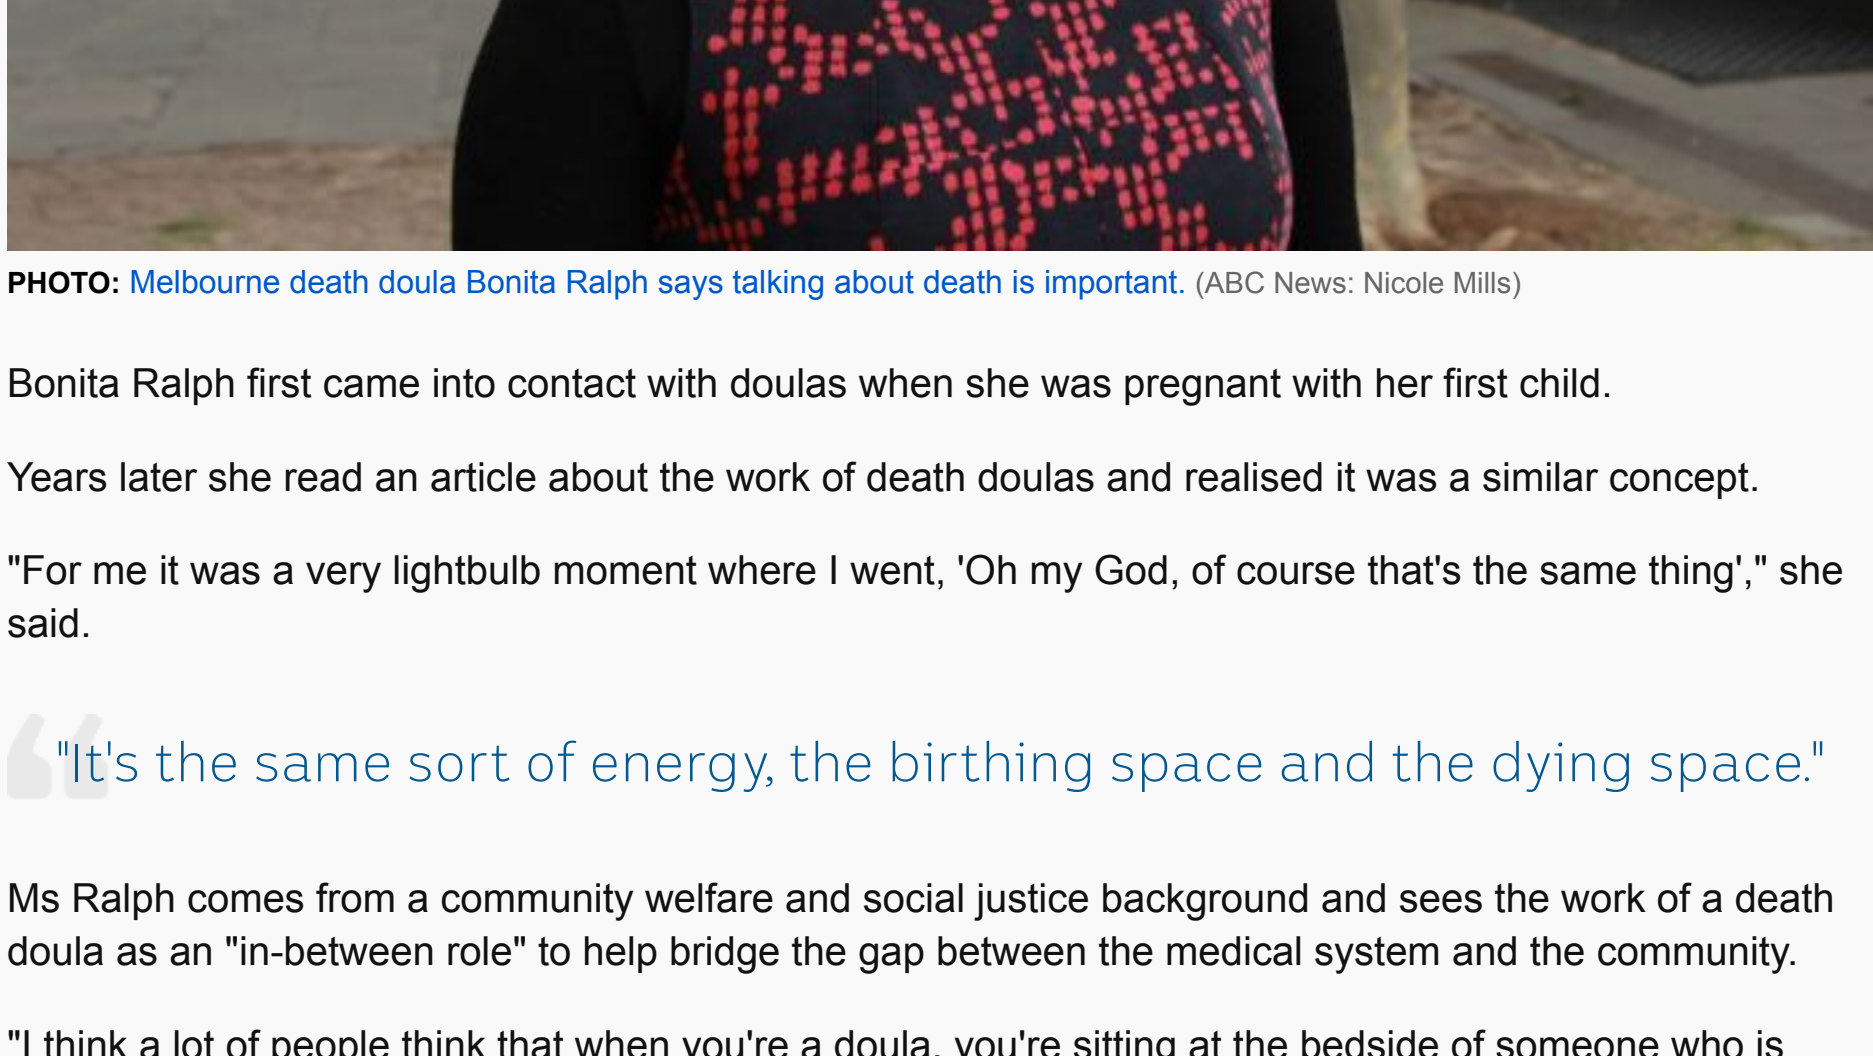 PHOTO: Melbourne death doula Bonita Ralph says talking about death is important. (ABC News: Nicole Mills)
Bonita Ralph first came into contact with doulas when she was pregnant with her first child.
Years later she read an article about the work of death doulas and realised it was a similar concept.
"For me it was a very lightbulb moment where I went, 'Oh my God, of course that's the same thing'," she
said.
"It's the same sort of energy, the birthing space and the dying space."
Ms Ralph comes from a community welfare and social justice background and sees the work of a death
doula as an "in-between role" to help bridge the gap between the medical system and the community.
"I think a lot of people think that when you're a doula, you're sitting at the bedside of someone who is